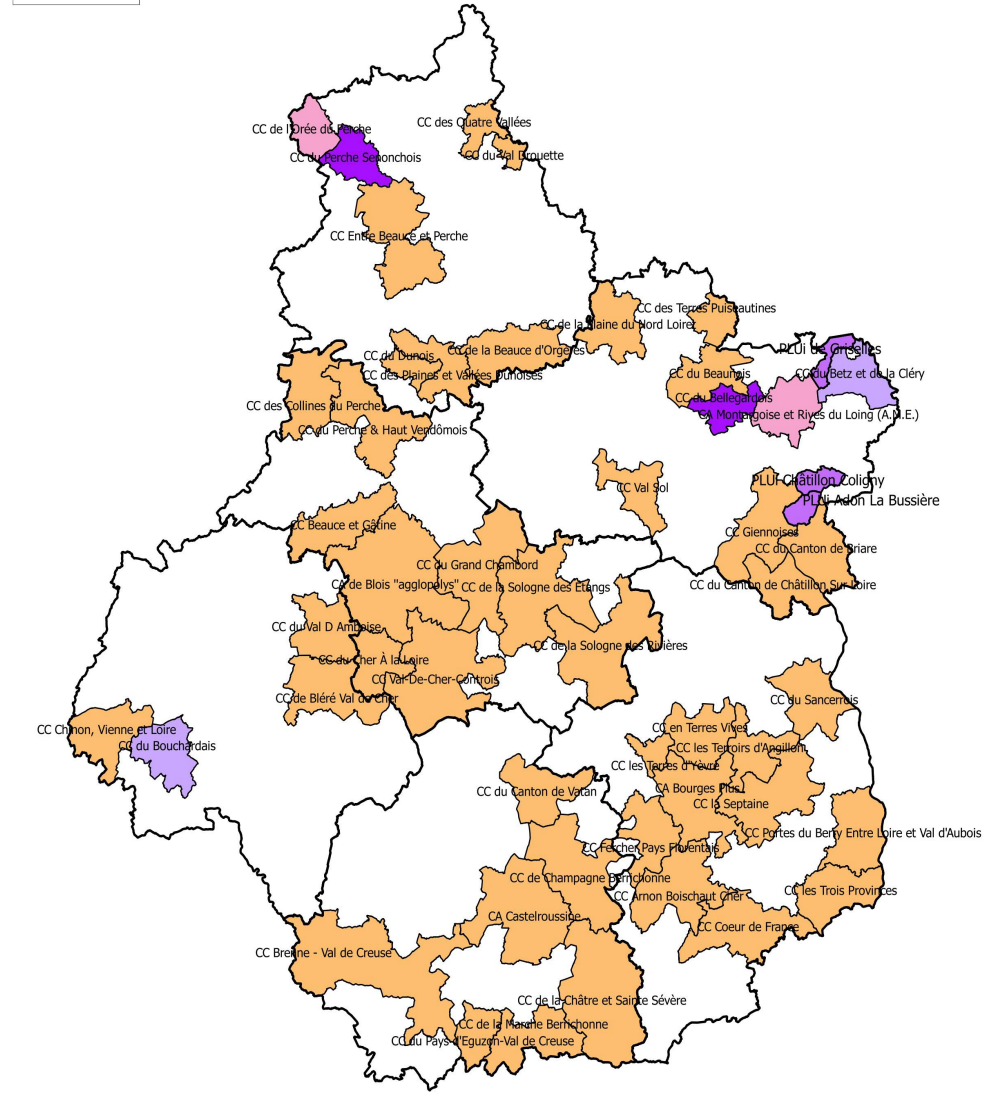 CC des Quatre Vallées
CC de l'Orée du Perche
CC du Perche Senonchois
CC du Val Drouette
CC Entre Beauce et Perche
CC des Terres Puiseautines
CC de la Plaine du Nord Loiret
CC du Dunois
CC de la Beauce d'Orgères
PLUi de Griselles
CC des Plaines et Vallées Dunoises
CC du Beaunois
CC du Betz et de la Cléry
CC des Collines du Perche
CC du Bellegardois
CA Montargoise et Rives du Loing (A.M.E.)
CC du Perche & Haut Vendômois
CC Val Sol
PLUi Châtillon Coligny
PLUi Adon La Bussière
CC Beauce et Gâtine
CC Giennoises
CC du Canton de Briare
CC du Grand Chambord
CA de Blois "agglopolys"
CC de la Sologne des Etangs
CC du Canton de Châtillon Sur Loire
CC du Val D Amboise
CC de la Sologne des Rivières
CC du Cher À la Loire
CC Val-De-Cher-Controis
CC de Bléré Val de Cher
CC du Sancerrois
CC Chinon, Vienne et Loire
CC du Bouchardais
CC en Terres Vives
CC les Terroirs d'Angillon
CC les Terres d'Yèvre
CC du Canton de Vatan
CA Bourges Plus
CC la Septaine
CC Portes du Berry Entre Loire et Val d'Aubois
CC Fercher Pays Florentais
CC de Champagne Berrichonne
CC Arnon Boischaut Cher
CC les Trois Provinces
CA Castelroussine
CC Coeur de France
CC Brenne - Val de Creuse
CC de la Châtre et Sainte Sévère
CC de la Marche Berrichonne
CC du Pays d'Eguzon-Val de Creuse